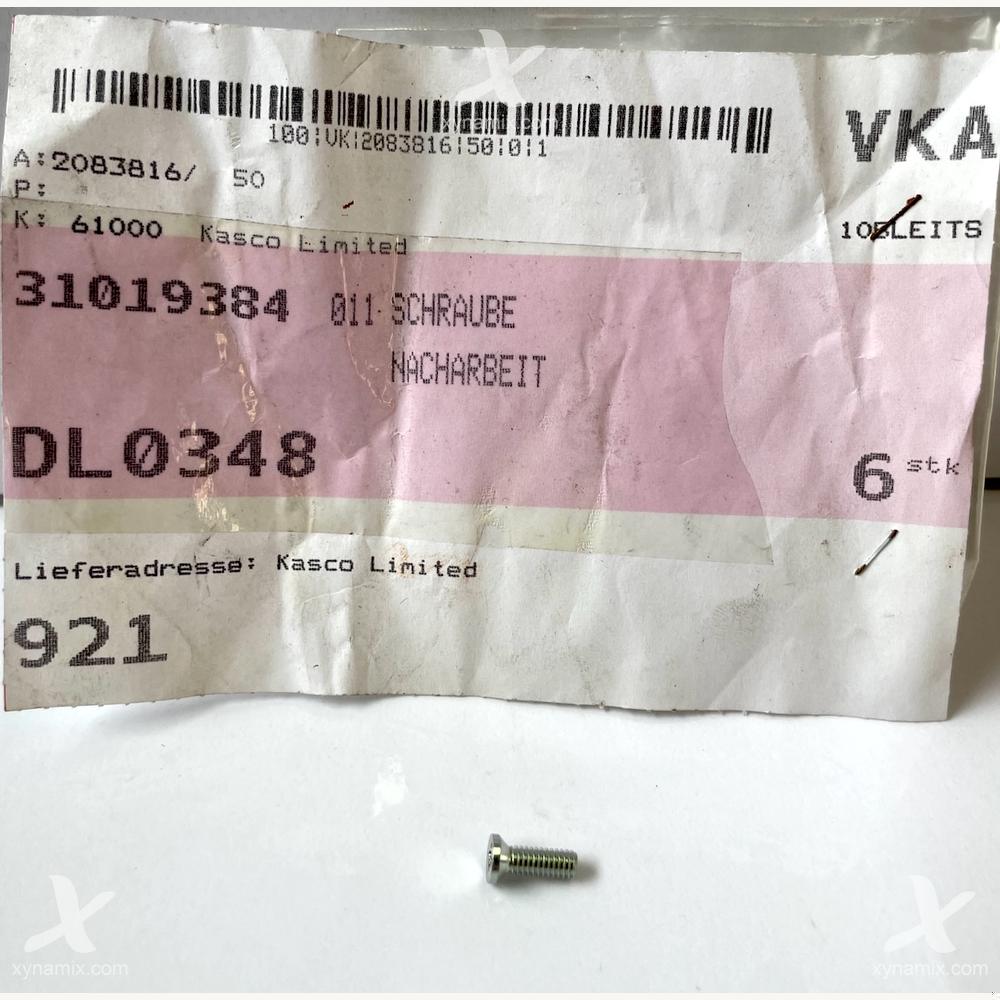 100|VK|2083816|50|0|1
VKA
A:2083816/ 50
P:
K: 61000 Kasco Limited
31019384 011 SCHRAUBE
NACHARBEIT
DL0348
6 stk
Lieferadresse: Kasco Limited
921
xynamix.com
xynamix.com